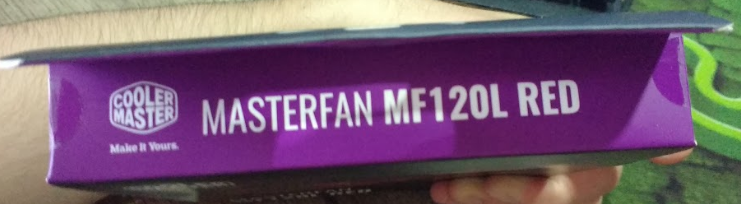 COOLER
MASTER
Make It Yours.
MASTERFAN MF120L RED